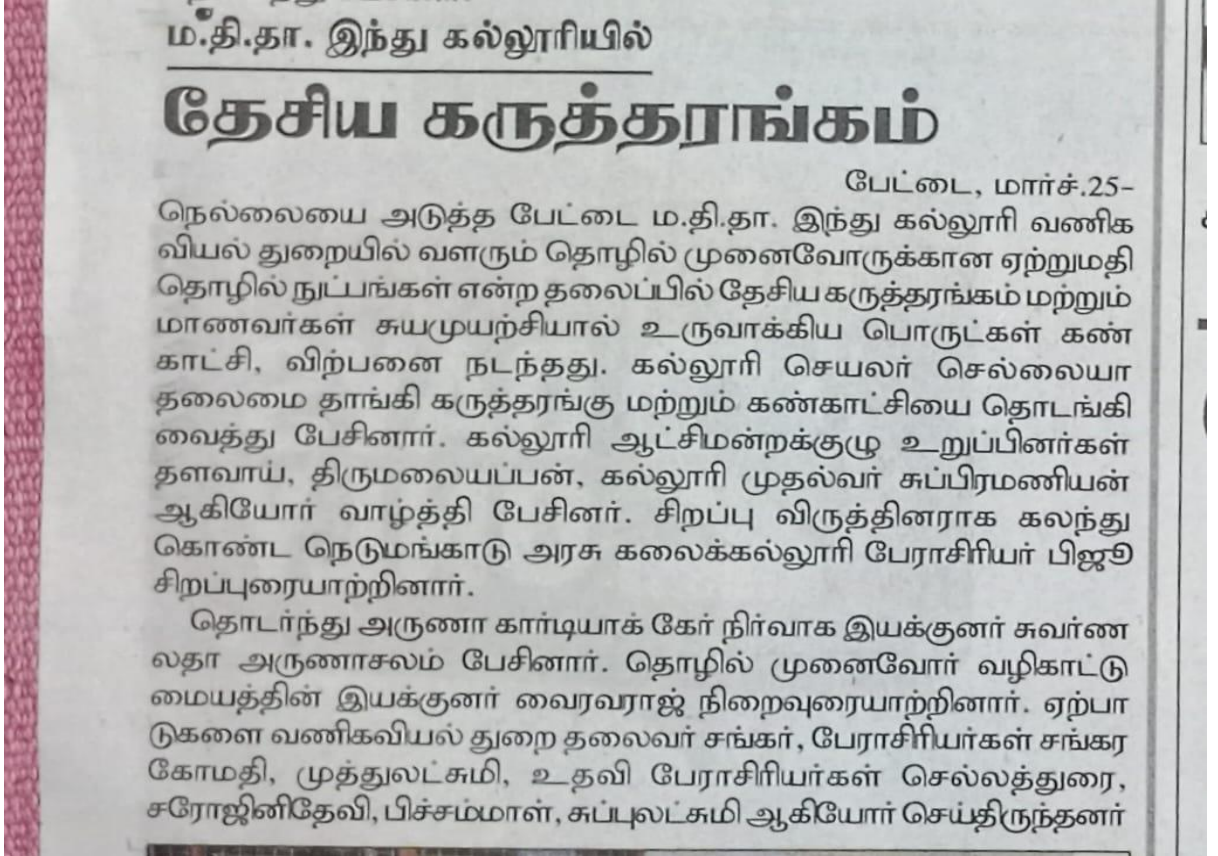 ம.தி.தா. இந்து கல்லூரியில்
தேசிய கருத்தரங்கம்
பேட்டை, மார்ச்.25-
நெல்லையை அடுத்த பேட்டை ம.தி.தா. இந்து கல்லூரி வணிக
வியல் துறையில் வளரும் தொழில் முனைவோருக்கான ஏற்றுமதி
தொழில் நுட்பங்கள் என்ற தலைப்பில் தேசிய கருத்தரங்கம் மற்றும்
மாணவர்கள் சுயமுயற்சியால் உருவாக்கிய பொருட்கள் கண்
காட்சி, விற்பனை நடந்தது. கல்லூரி செயலர் செல்லையா
தலைமை தாங்கி கருத்தரங்கு மற்றும் கண்காட்சியை தொடங்கி
வைத்து பேசினார். கல்லூரி ஆட்சிமன்றக்குழு உறுப்பினர்கள்
தளவாய், திருமலையப்பன், கல்லூரி முதல்வர் சுப்பிரமணியன்
ஆகியோர் வாழ்த்தி பேசினர். சிறப்பு விருத்தினராக கலந்து
கொண்ட நெடுமங்காடு அரசு கலைக்கல்லூரி பேராசிரியர் பிஜூ
சிறப்புரையாற்றினார்.
தொடர்ந்து அருணா கார்டியாக் கேர் நிர்வாக இயக்குனர் சுவர்ண
லதா அருணாசலம் பேசினார். தொழில் முனைவோர் வழிகாட்டு
மையத்தின் இயக்குனர் வைரவராஜ் நிறைவுரையாற்றினார். ஏற்பா
டுகளை வணிகவியல் துறை தலைவர் சங்கர், பேராசிரியர்கள் சங்கர
கோமதி, முத்துலட்சுமி, உதவி பேராசிரியர்கள் செல்லத்துரை,
சரோஜினிதேவி, பிச்சம்மாள், சுப்புலட்சுமி ஆகியோர் செய்திருந்தனர்